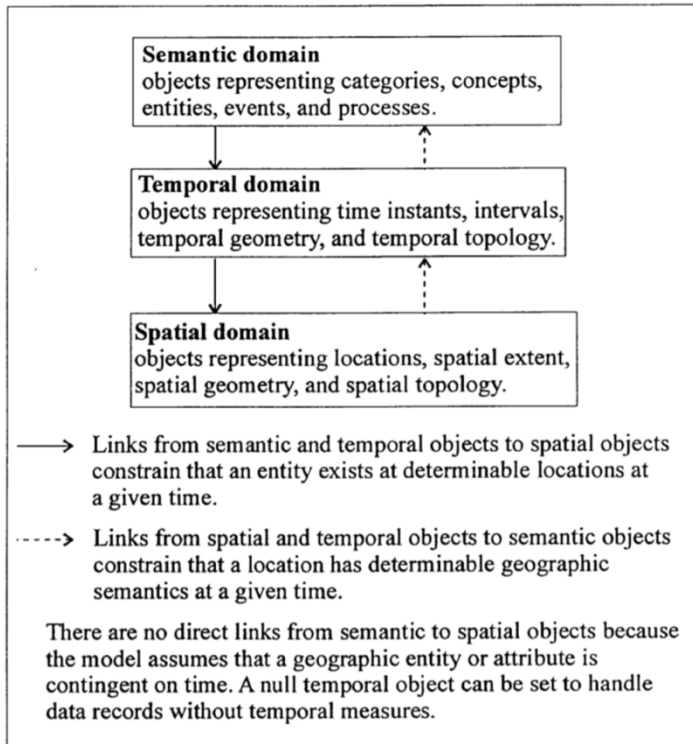 Semantic domain
objects representing categories, concepts,
entities, events, and processes.
Temporal domain
objects representing time instants, intervals,
temporal geometry, and temporal topology.
Spatial domain
objects representing locations, spatial extent,
spatial geometry, and spatial topology.
Links from semantic and temporal objects to spatial objects
constrain that an entity exists at determinable locations at
a given time.
Links from spatial and temporal objects to semantic objects
constrain that a location has determinable geographic
semantics at a given time.
There are no direct links from semantic to spatial objects because
the model assumes that a geographic entity or attribute is
contingent on time. A null temporal object can be set to handle
data records without temporal measures.